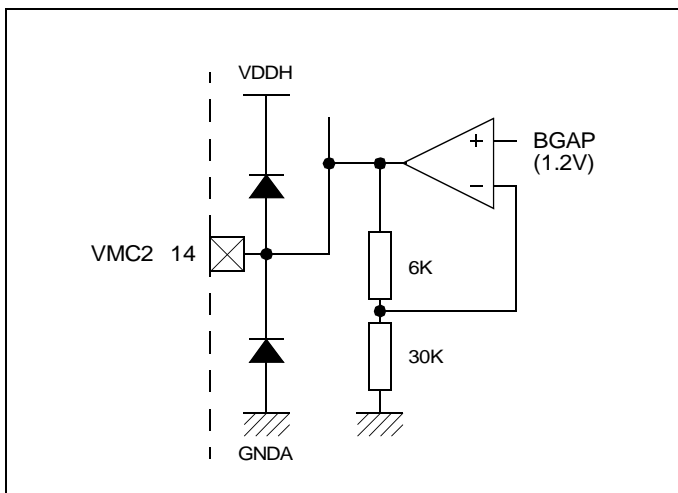 VDDH
+
−
BGAP
(1.2V)
VMC2 14
6K
30K
GNDA